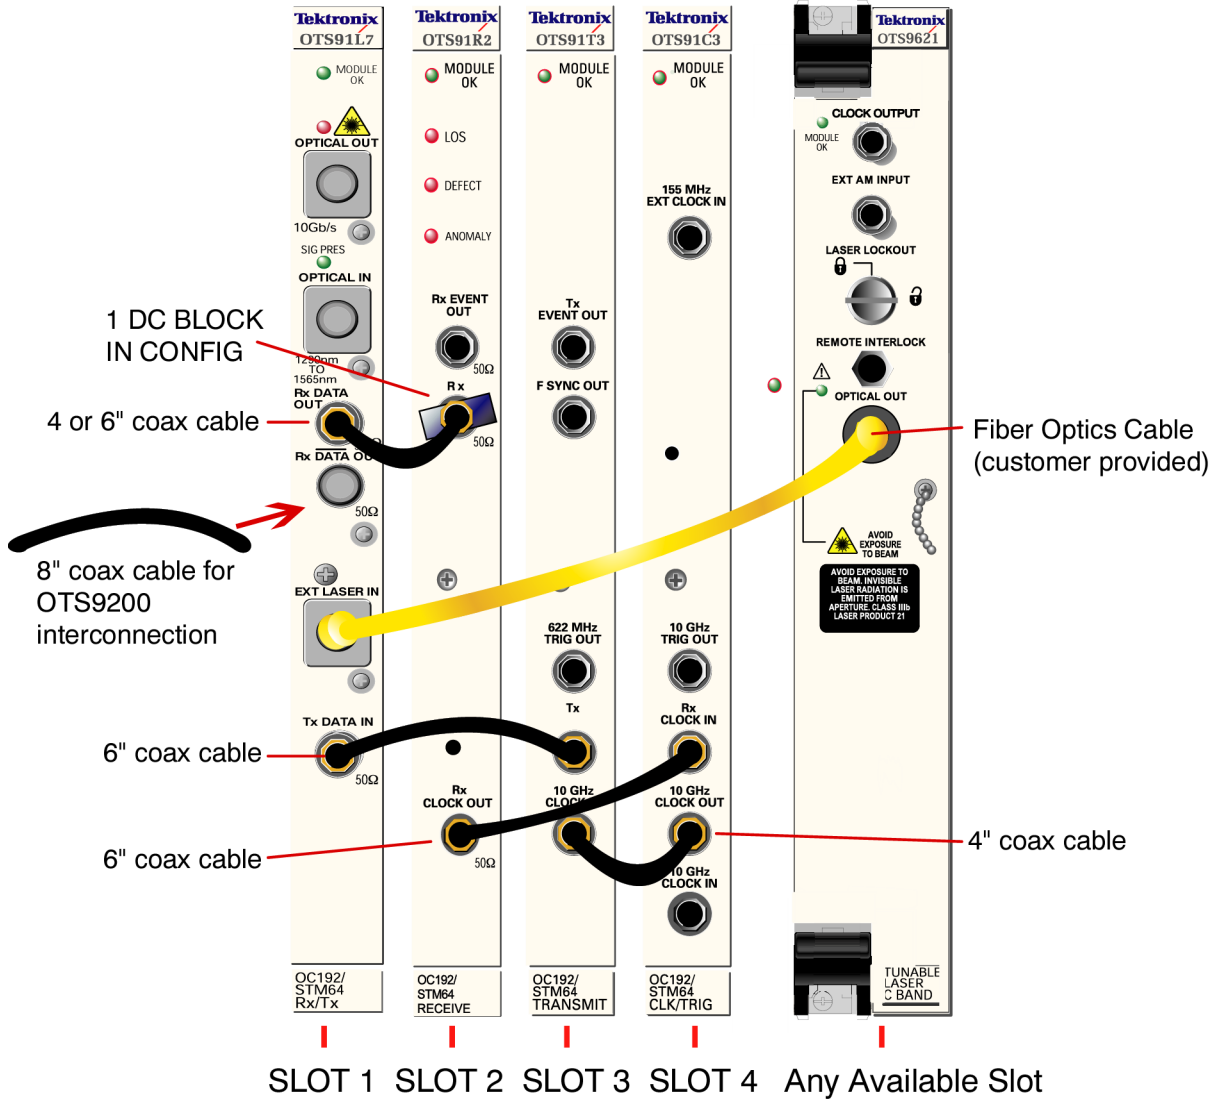 Tektronix
OTS91L7
MODULE
OK
OPTICAL OUT
10Gb/s
SIG PRES
OPTICAL IN
1290nm
TO
1565nm
Rx DATA
OUT
Rx DATA OU
50Ω
EXT LASER IN
Tx DATA IN
50Ω
OC192/
STM64
Rx/Tx
SLOT 1
Tektronix
OTS91R2
MODULE
OK
LOS
DEFECT
ANOMALY
Rx EVENT
OUT
50Ω
Rx
50Ω
Rx
CLOCK OUT
50Ω
OC192/
STM64
RECEIVE
SLOT 2
Tektronix
OTS91T3
MODULE
OK
Tx
EVENT OUT
F SYNC OUT
622 MHz
TRIG OUT
Tx
10 GHz
CLOCK
OC192/
STM64
TRANSMIT
SLOT 3
Tektronix
OTS91C3
MODULE
OK
155 MHz
EXT CLOCK IN
10 GHz
TRIG OUT
Rx
CLOCK IN
10 GHz
CLOCK OUT
10 GHz
CLOCK IN
OC192/
STM64
CLK/TRIG
SLOT 4
Tektronix
OTS9621
CLOCK OUTPUT
MODULE
OK
EXT AM INPUT
LASER LOCKOUT
REMOTE INTERLOCK
OPTICAL OUT
AVOID
EXPOSURE
TO BEAM
AVOID EXPOSURE TO
BEAM. INVISIBLE
LASER RADIATION IS
EMITTED FROM
APERTURE. CLASS IIIb
LASER PRODUCT 21
TUNABLE
LASER
C BAND
Any Available Slot
1 DC BLOCK
IN CONFIG
4 or 6" coax cable
8" coax cable for
OTS9200
interconnection
6" coax cable
6" coax cable
Fiber Optics Cable
(customer provided)
4" coax cable